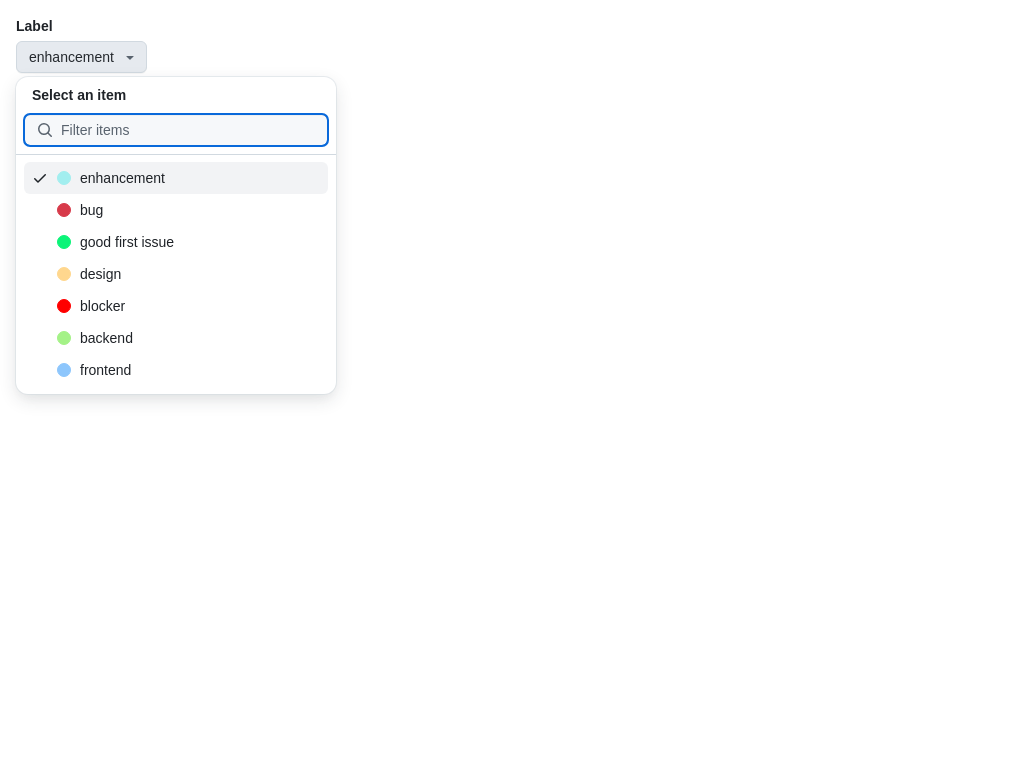 Label
enhancement
Select an item
Filter items
enhancement
bug
good first issue
design
blocker
backend
frontend